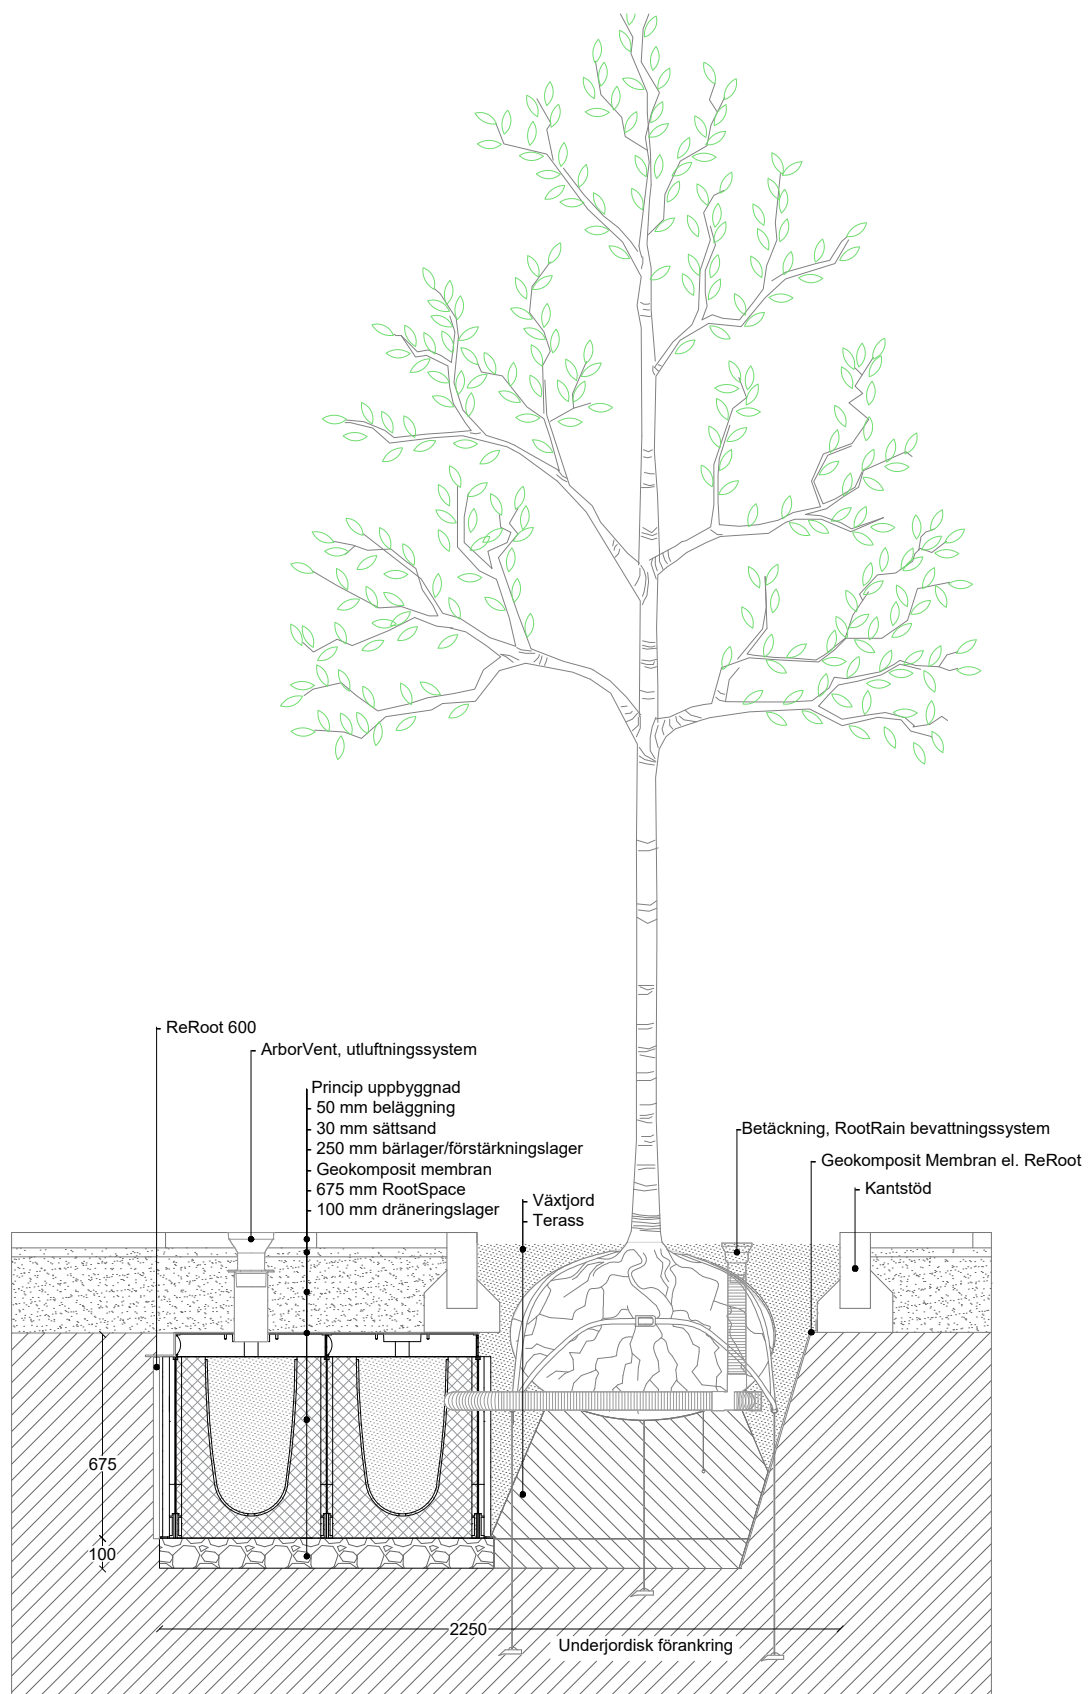 ReRoot 600
ArborVent, utluftningssystem
Princip uppbyggnad
50 mm beläggning
30 mm sättsand
250 mm bärlager/förstärkningslager
Geokomposit membran
675 mm RootSpace
100 mm dräneringslager
Betäckning, RootRain bevattningssystem
Geokomposit Membran el. ReRoot
Kantstöd
Växtjord
Terass
675
100
2250
Underjordisk förankring